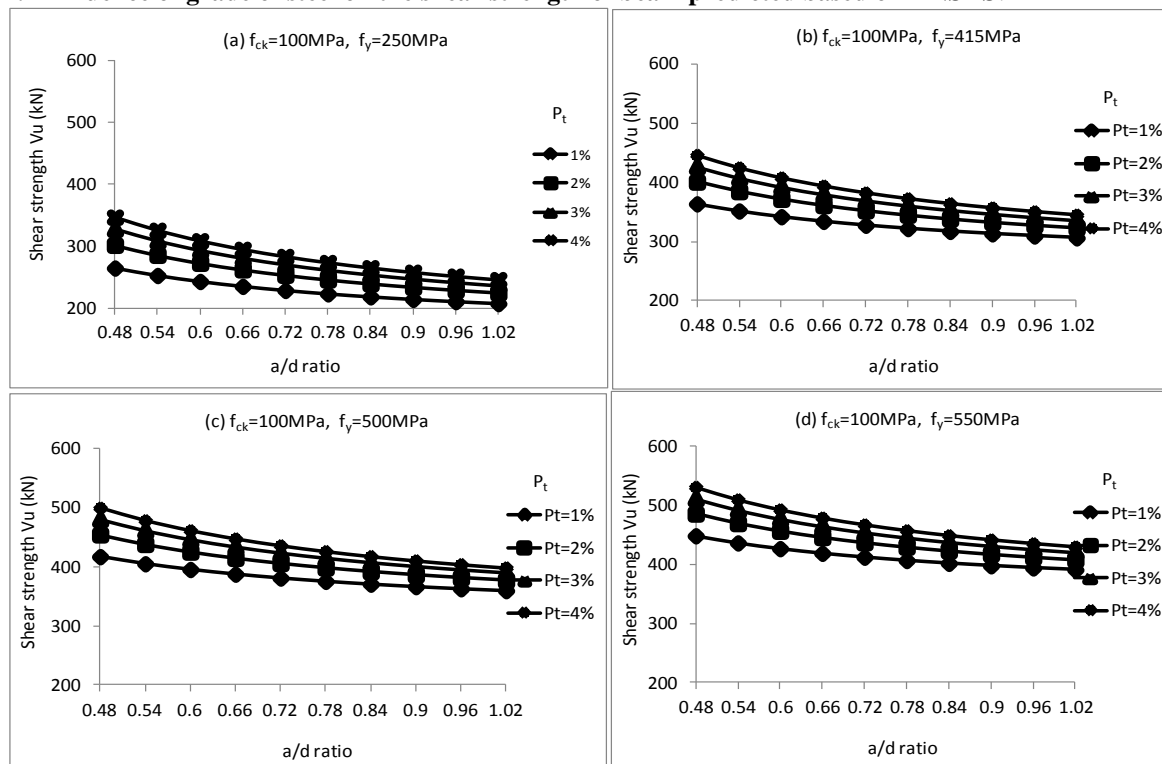 (a) fck=100MPa, fy=250MPa
600
500
400
300
200
Shear strength Vu (kN)
0.48 0.54 0.6 0.66 0.72 0.78 0.84 0.9 0.96 1.02
a/d ratio
Pt
1%
2%
3%
4%
(b) fck=100MPa, fy=415MPa
600
500
400
300
200
Shear strength Vu (kN)
0.48 0.54 0.6 0.66 0.72 0.78 0.84 0.9 0.96 1.02
a/d ratio
Pt
Pt=1%
Pt=2%
Pt=3%
Pt=4%
(c) fck=100MPa, fy=500MPa
600
500
400
300
200
Shear strength Vu (kN)
0.48 0.54 0.6 0.66 0.72 0.78 0.84 0.9 0.96 1.02
a/d ratio
Pt
Pt=1%
Pt=2%
Pt=3%
Pt=4%
(d) fck=100MPa, fy=550MPa
600
500
400
300
200
Shear strength Vu (kN)
0.48 0.54 0.6 0.66 0.72 0.78 0.84 0.9 0.96 1.02
a/d ratio
Pt
Pt=1%
Pt=2%
Pt=3%
Pt=4%